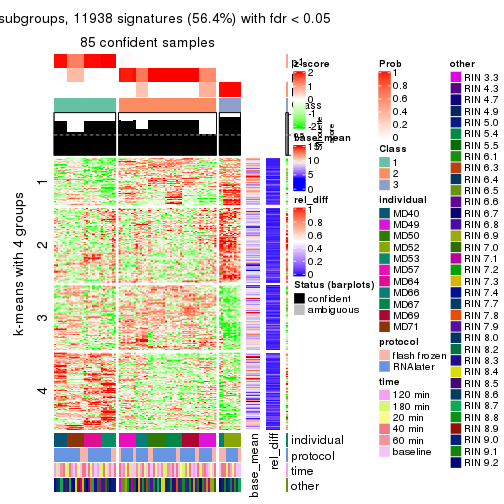 subgroups, 11938 signatures (56.4%) with fdr < 0.05
85 confident samples
k-means with 4 groups
1
2
3
4
z-score
2
1
0
-1
-2
base_mean
15
10
5
0
rel_diff
1
0.8
0.6
0.4
0.2
0
Status (barplots)
confident
ambiguous
individual
protocol
time
other
base_mean
rel_diff
Prob
1
0.8
0.6
0.4
0.2
0
Class
1
2
3
individual
MD40
MD49
MD50
MD52
MD53
MD57
MD64
MD66
MD67
MD69
MD71
protocol
flash frozen
RNAlater
time
120 min
180 min
20 min
40 min
60 min
baseline
other
RIN 3.3
RIN 4.3
RIN 4.7
RIN 4.9
RIN 5.0
RIN 5.4
RIN 5.5
RIN 6.1
RIN 6.3
RIN 6.4
RIN 6.5
RIN 6.6
RIN 6.7
RIN 6.8
RIN 6.9
RIN 7.0
RIN 7.1
RIN 7.2
RIN 7.3
RIN 7.4
RIN 7.7
RIN 7.8
RIN 7.9
RIN 8.0
RIN 8.2
RIN 8.3
RIN 8.4
RIN 8.5
RIN 8.6
RIN 8.7
RIN 8.8
RIN 8.9
RIN 9.0
RIN 9.1
RIN 9.2